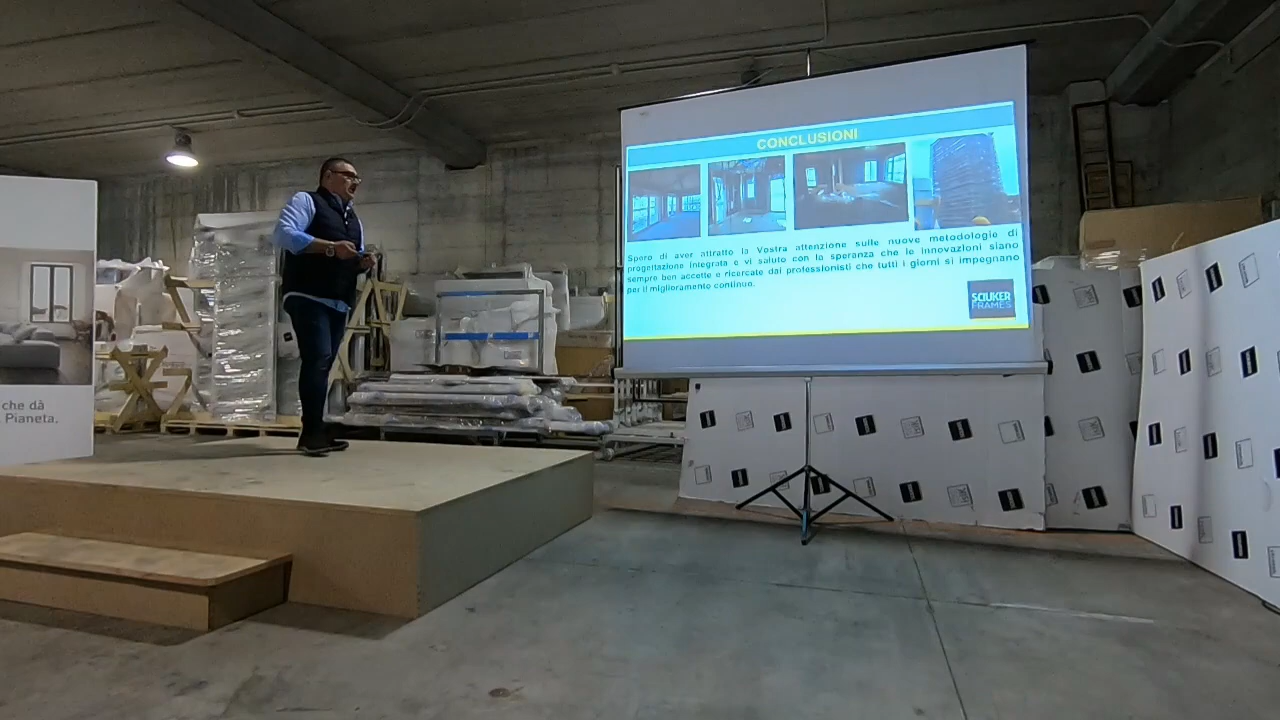 CONCLUSIONI
Spero di aver attratto la Vostra attenzione sulle nuove metodologie di
progettazione integrata e vi saluto con la speranza che le innovazioni siano
sempre ben accette e ricercate dai professionisti che tutti i giorni si impegnano
per il miglioramento continuo.
SCIUKER
FRAMES
che dà
Pianeta.